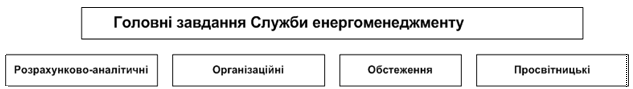 Головні завдання Служби енергоменеджменту
Розрахунково-аналітичні
Організаційні
Обстеження
Просвітницькі